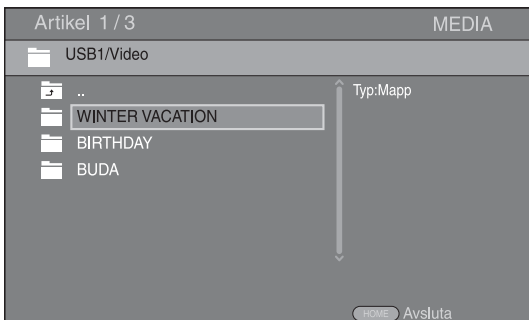 Artikel 1/3 MEDIA
USB1/Video
..
Typ:Mapp
WINTER VACATION
BIRTHDAY
BUDA
HOME Avsluta